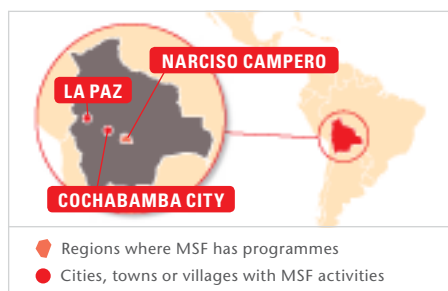 NARCISO CAMPERO
LA PAZ
COCHABAMBA CITY
Regions where MSF has programmes
Cities, towns or villages with MSF activities